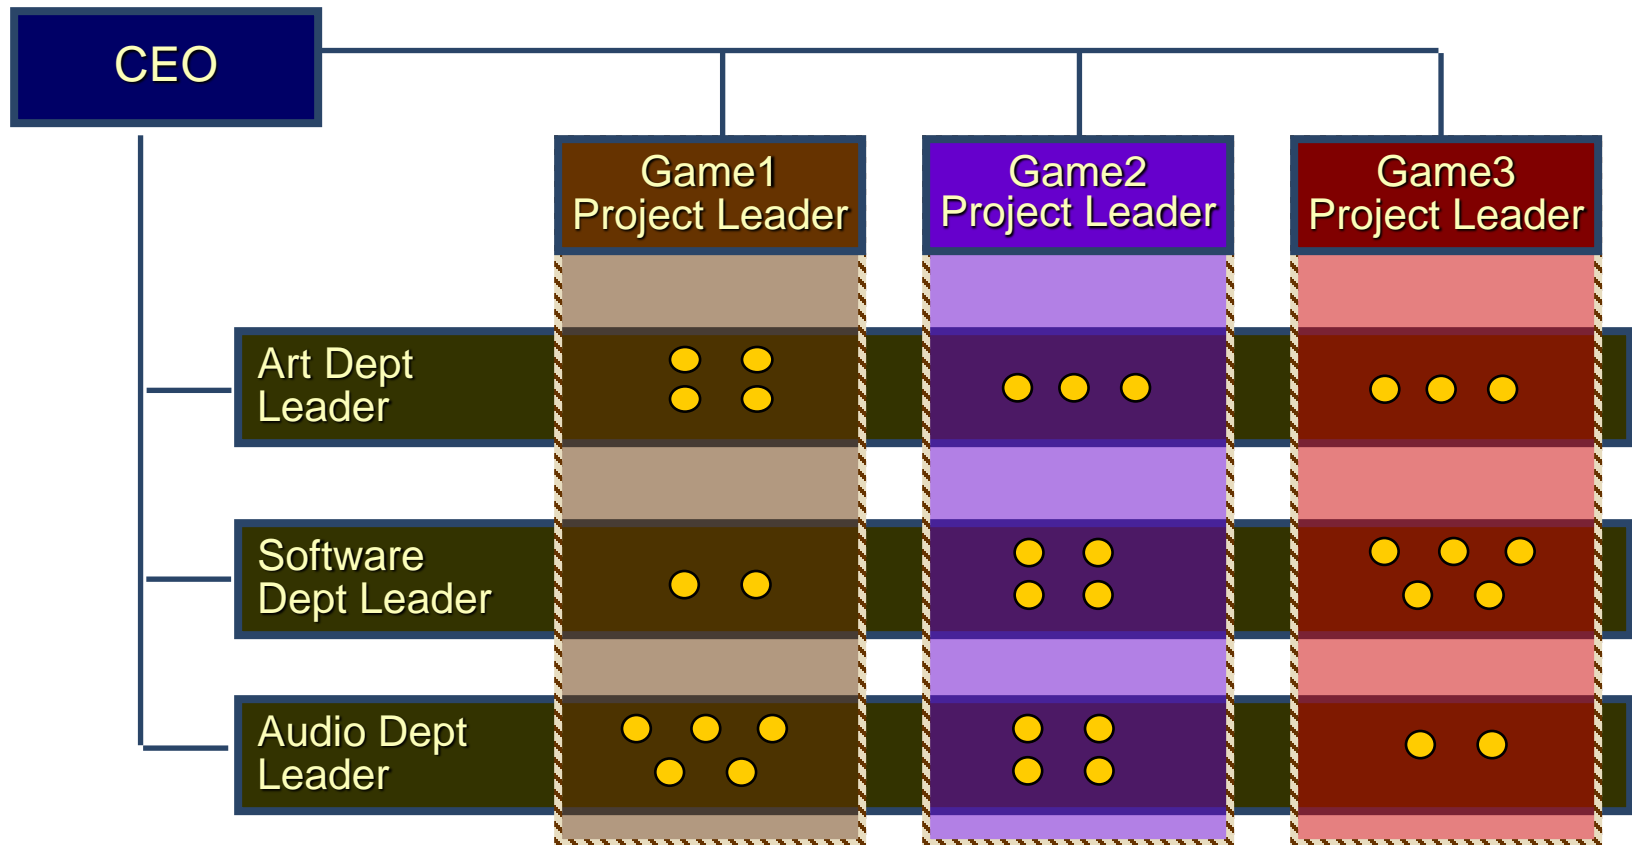 CEO
Game1
Project Leader
Game2
Project Leader
Game3
Project Leader
Art Dept
Leader
Software
Dept Leader
Audio Dept
Leader